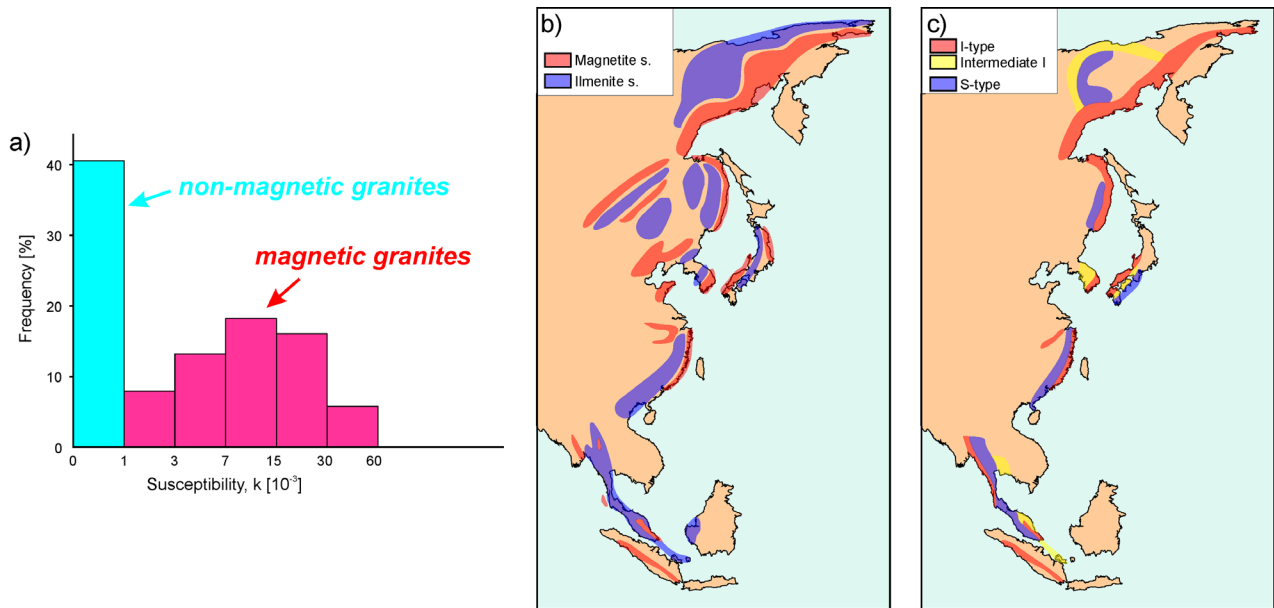 a)
Frequency [%]
40
30
20
10
0
non-magnetic granites
magnetic granites
0 1 3 7 15 30 60
Susceptibility, k [10-3]
b)
Magnetite s.
Ilmenite s.
c)
I-type
Intermediate I
S-type